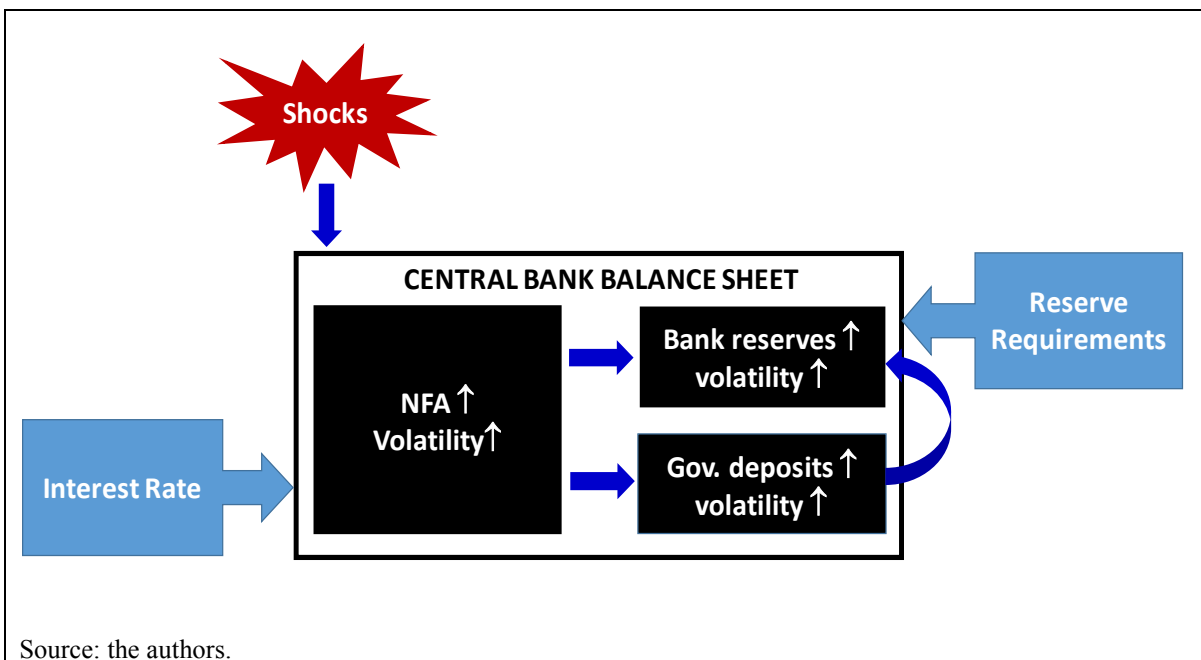 Shocks
CENTRAL BANK BALANCE SHEET
NFA ↑
Volatility↑
Bank reserves ↑
volatility ↑
Gov. deposits ↑
volatility ↑
Reserve
Requirements
Interest Rate
Source: the authors.